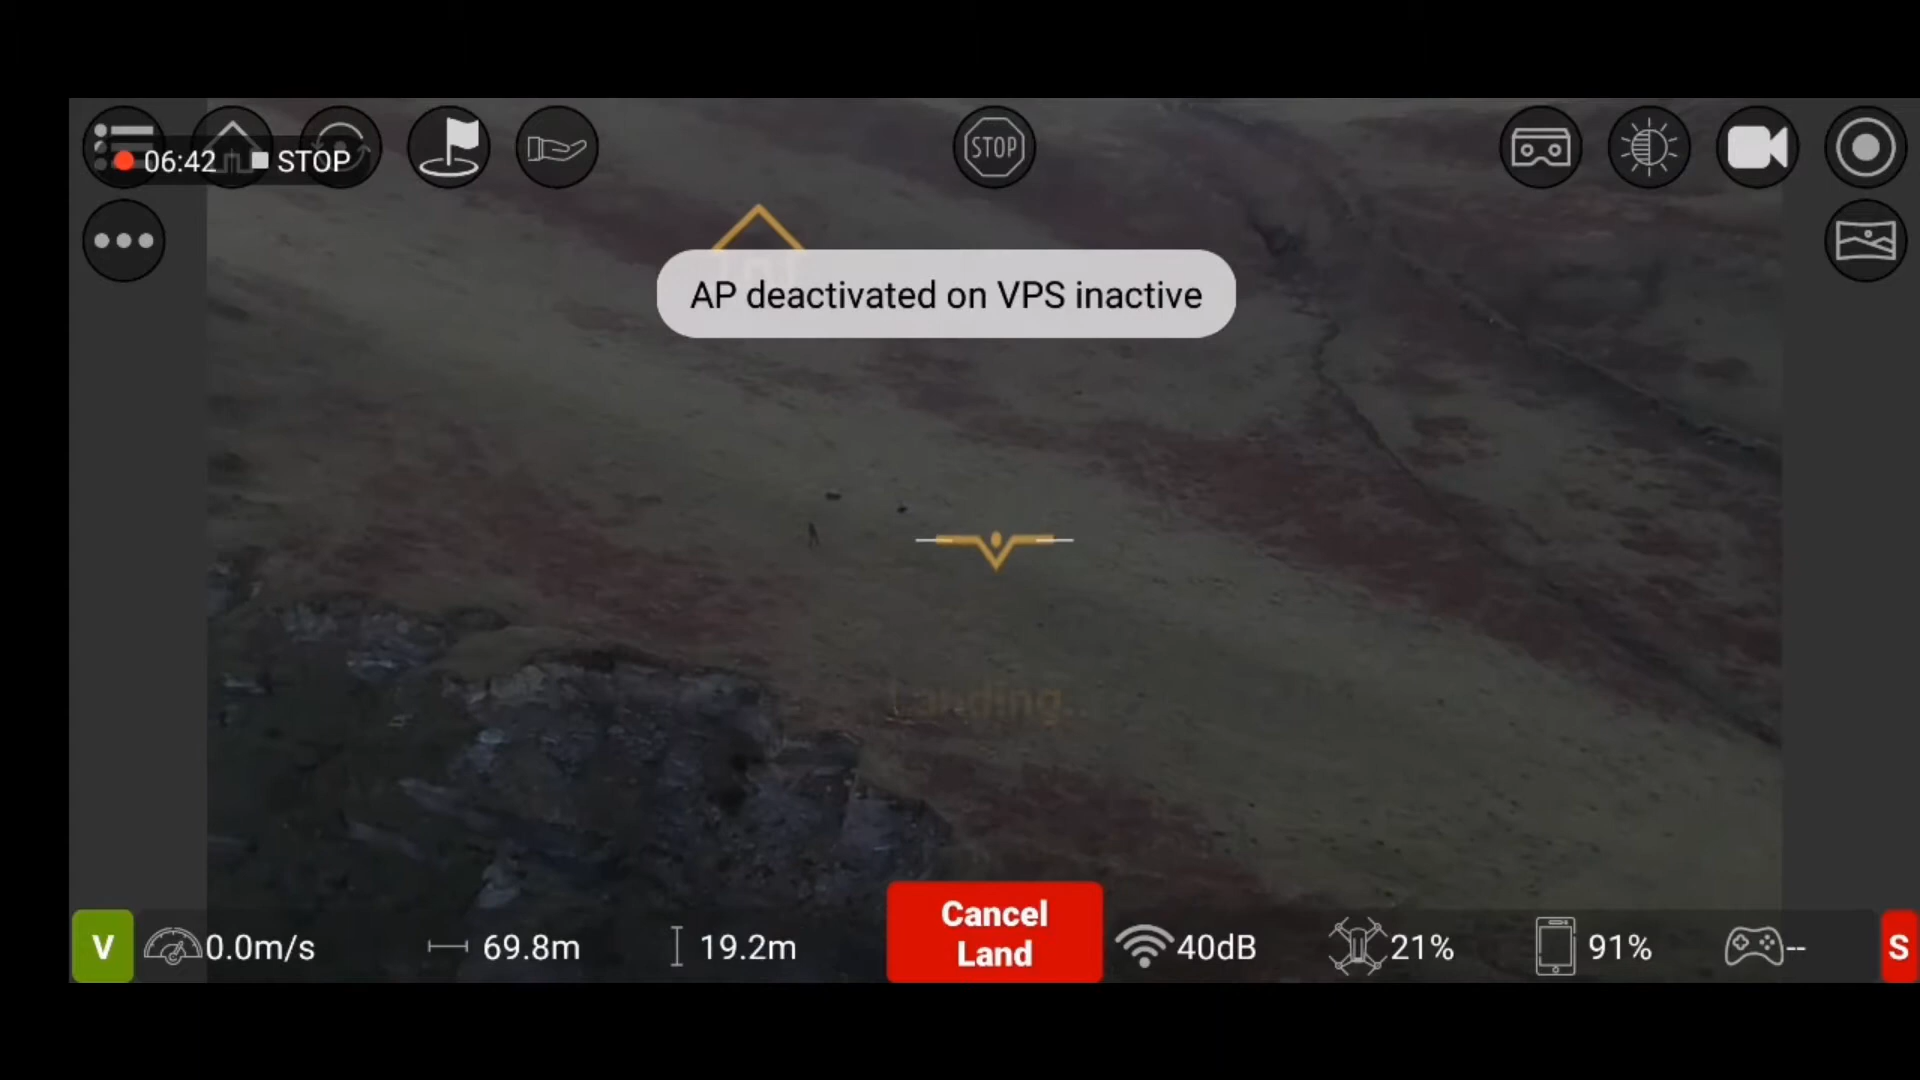 06:42 STOP
STOP
AP deactivated on VPS inactive
Landing...
V
0.0m/s
69.8m
19.2m
Cancel
Land
40dB
21%
91%
--
S